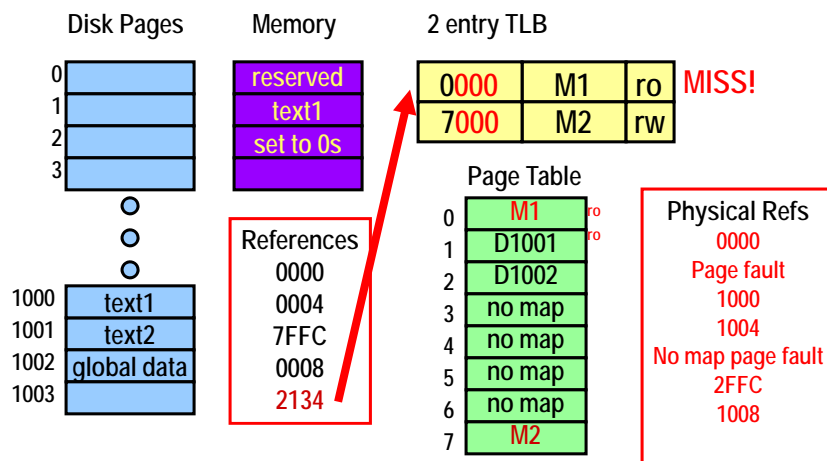 Disk Pages
0
1
2
3
1000 text1
1001 text2
1002 global data
1003
Memory
reserved
text1
set to 0s
References
0000
0004
7FFC
0008
2134
2 entry TLB
0000 M1 ro MISS!
7000 M2 rw
Page Table
0 M1 ro
1 D1001 ro
2 D1002
3 no map
4 no map
5 no map
6 no map
7 M2
Physical Refs
0000
Page fault
1000
1004
No map page fault
2FFC
1008